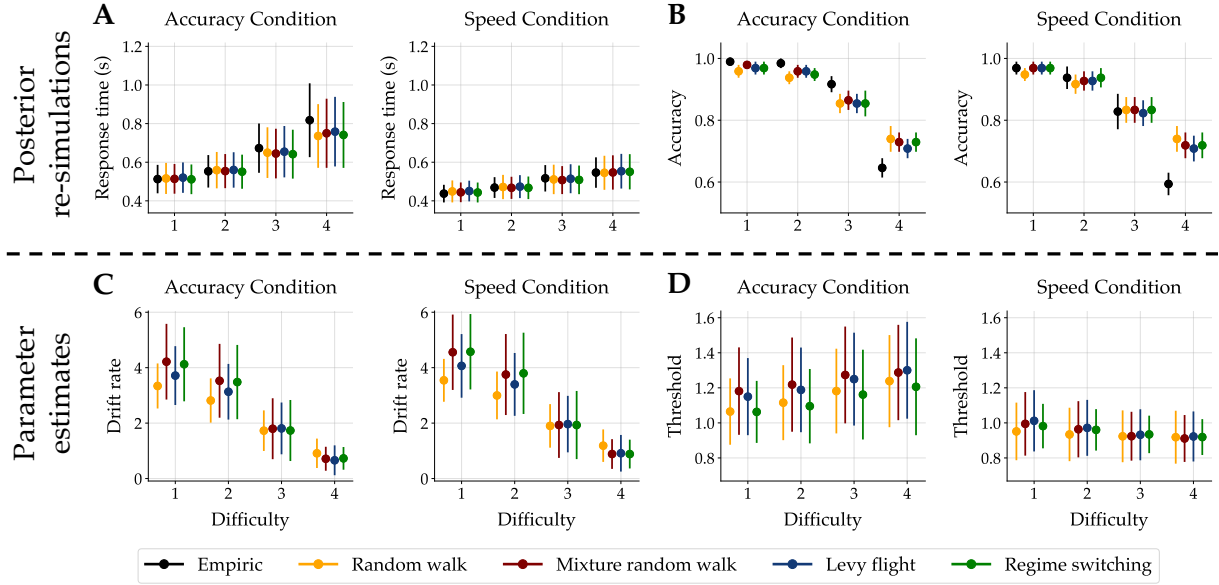 A
Accuracy Condition
Speed Condition
B
Accuracy Condition
Speed Condition
Posterior
re-simulations
Response time (s)
1.2
1.0
0.8
0.6
0.4
1 2 3 4
Response time (s)
1.2
1.0
0.8
0.6
0.4
1 2 3 4
Accuracy
1.0
0.8
0.6
1 2 3 4
Accuracy
1.0
0.8
0.6
1 2 3 4
C
Accuracy Condition
Speed Condition
D
Accuracy Condition
Speed Condition
Parameter
estimates
Drift rate
6
4
2
0
1 2 3 4
Difficulty
Drift rate
6
4
2
0
1 2 3 4
Difficulty
Threshold
1.6
1.4
1.2
1.0
0.8
1 2 3 4
Difficulty
Threshold
1.6
1.4
1.2
1.0
0.8
1 2 3 4
Difficulty
Empiric
Random walk
Mixture random walk
Levy flight
Regime switching